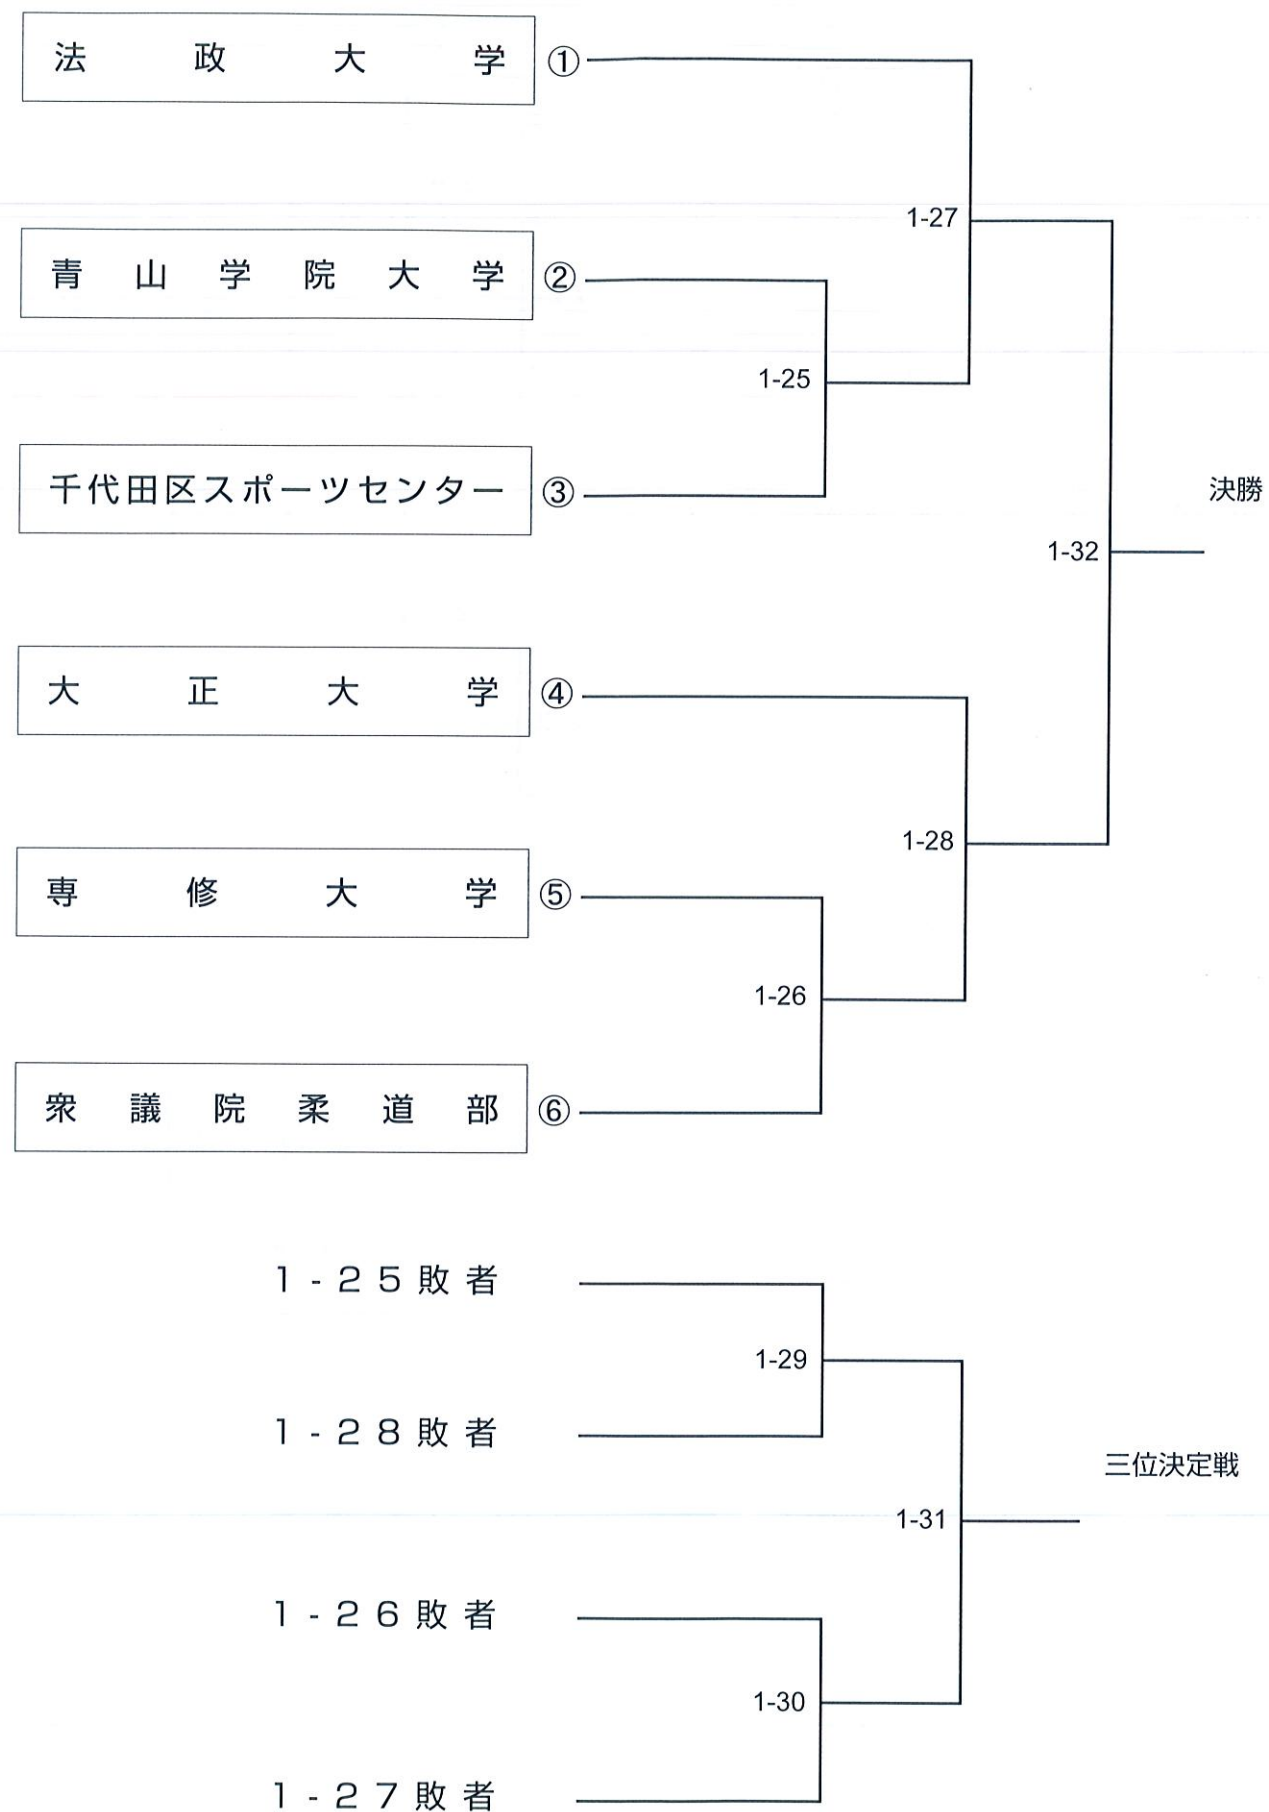 法政大学 ①
1-27
青山学院大学 ②
1-25
千代田区スポーツセンター ③
決勝
1-32
大正大学 ④
1-28
専修大学 ⑤
1-26
衆議院柔道部 ⑥
1-25敗者
1-29
1-28敗者
三位決定戦
1-31
1-26敗者
1-30
1-27敗者